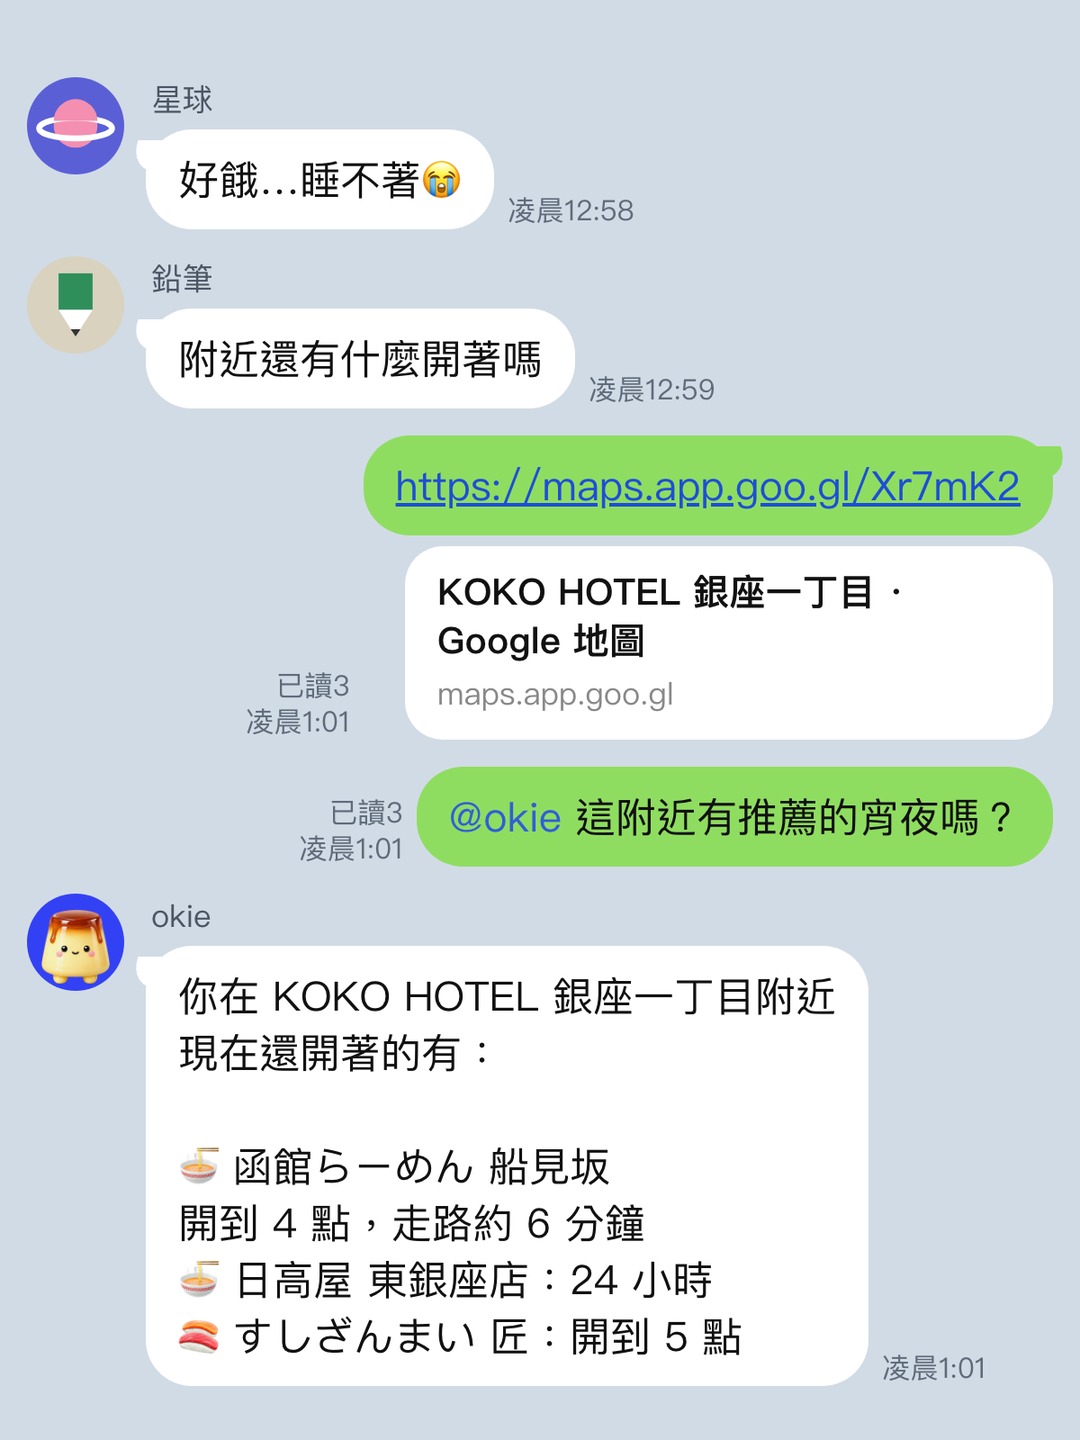 星球
好餓...睡不著😭
凌晨12:58
鉛筆
附近還有什麼開著嗎
凌晨12:59
https://maps.app.goo.gl/Xr7mK2
KOKO HOTEL 銀座一丁目 ·
Google 地圖
maps.app.goo.gl
已讀3
凌晨1:01
@okie 這附近有推薦的宵夜嗎？
已讀3
凌晨1:01
okie
你在 KOKO HOTEL 銀座一丁目附近
現在還開著的有：
🍜 函館らーめん 船見坂
開到 4 點，走路約 6 分鐘
🍜 日高屋 東銀座店：24 小時
🍣 すしざんまい 匠：開到 5 點
凌晨1:01